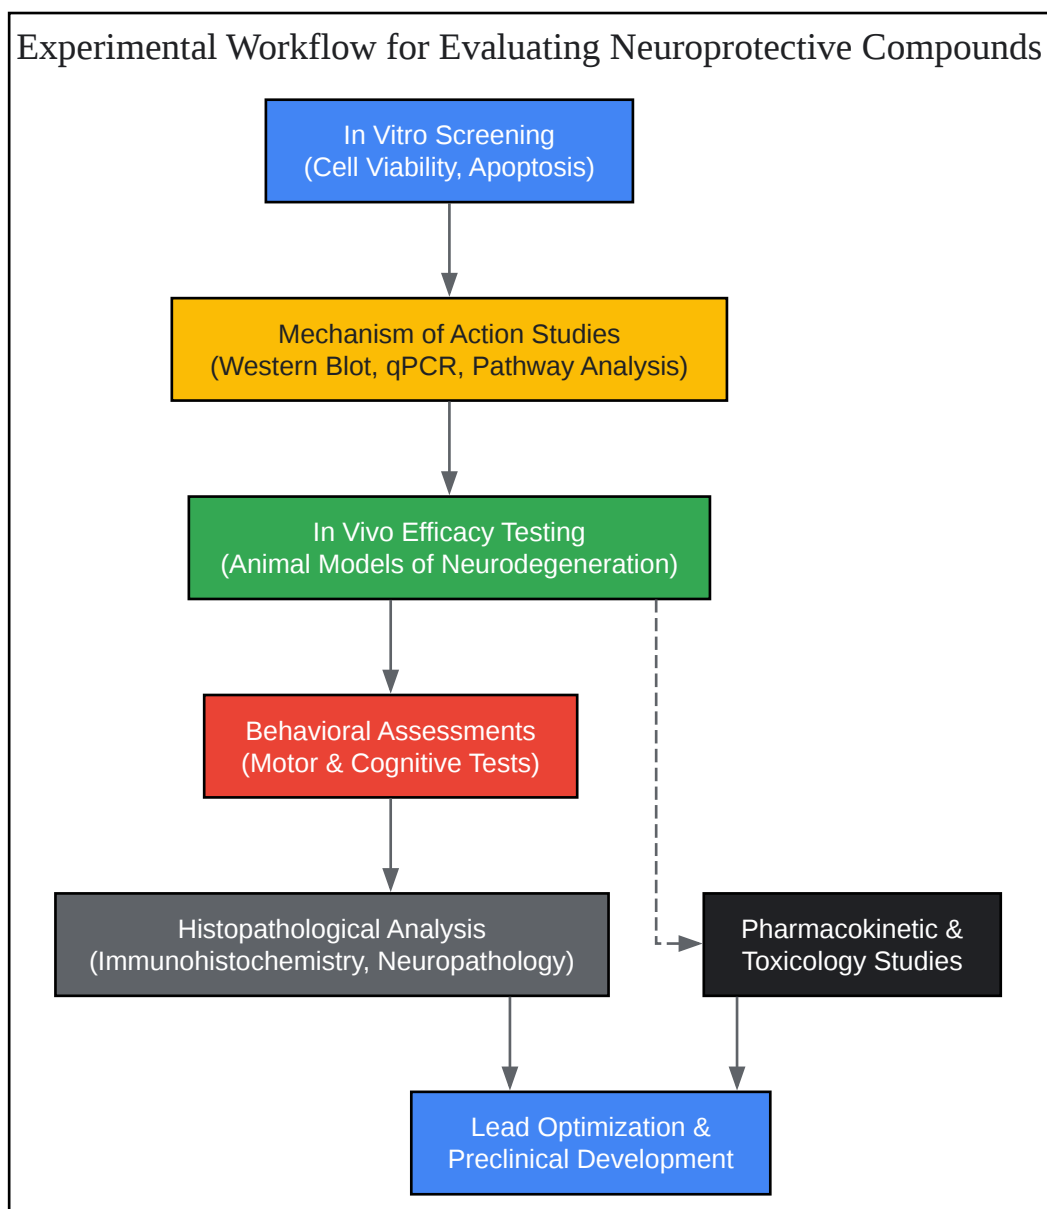 Experimental Workflow for Evaluating Neuroprotective Compounds
In Vitro Screening
(Cell Viability, Apoptosis)
Mechanism of Action Studies
(Western Blot, qPCR, Pathway Analysis)
In Vivo Efficacy Testing
(Animal Models of Neurodegeneration)
Behavioral Assessments
(Motor & Cognitive Tests)
Histopathological Analysis
(Immunohistochemistry, Neuropathology)
Pharmacokinetic &
Toxicology Studies
Lead Optimization &
Preclinical Development